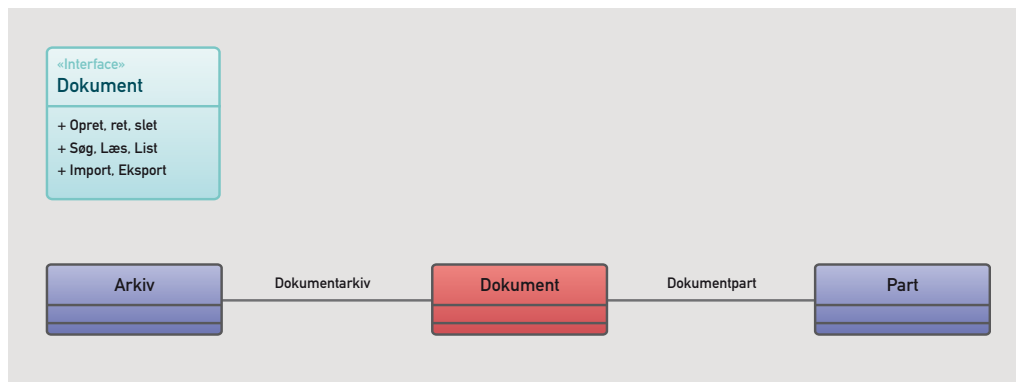 «Interface»
Dokument
+ Opret, ret, slet
+ Søg, Læs, List
+ Import, Eksport
Arkiv
Dokumentarkiv
Dokument
Dokumentpart
Part